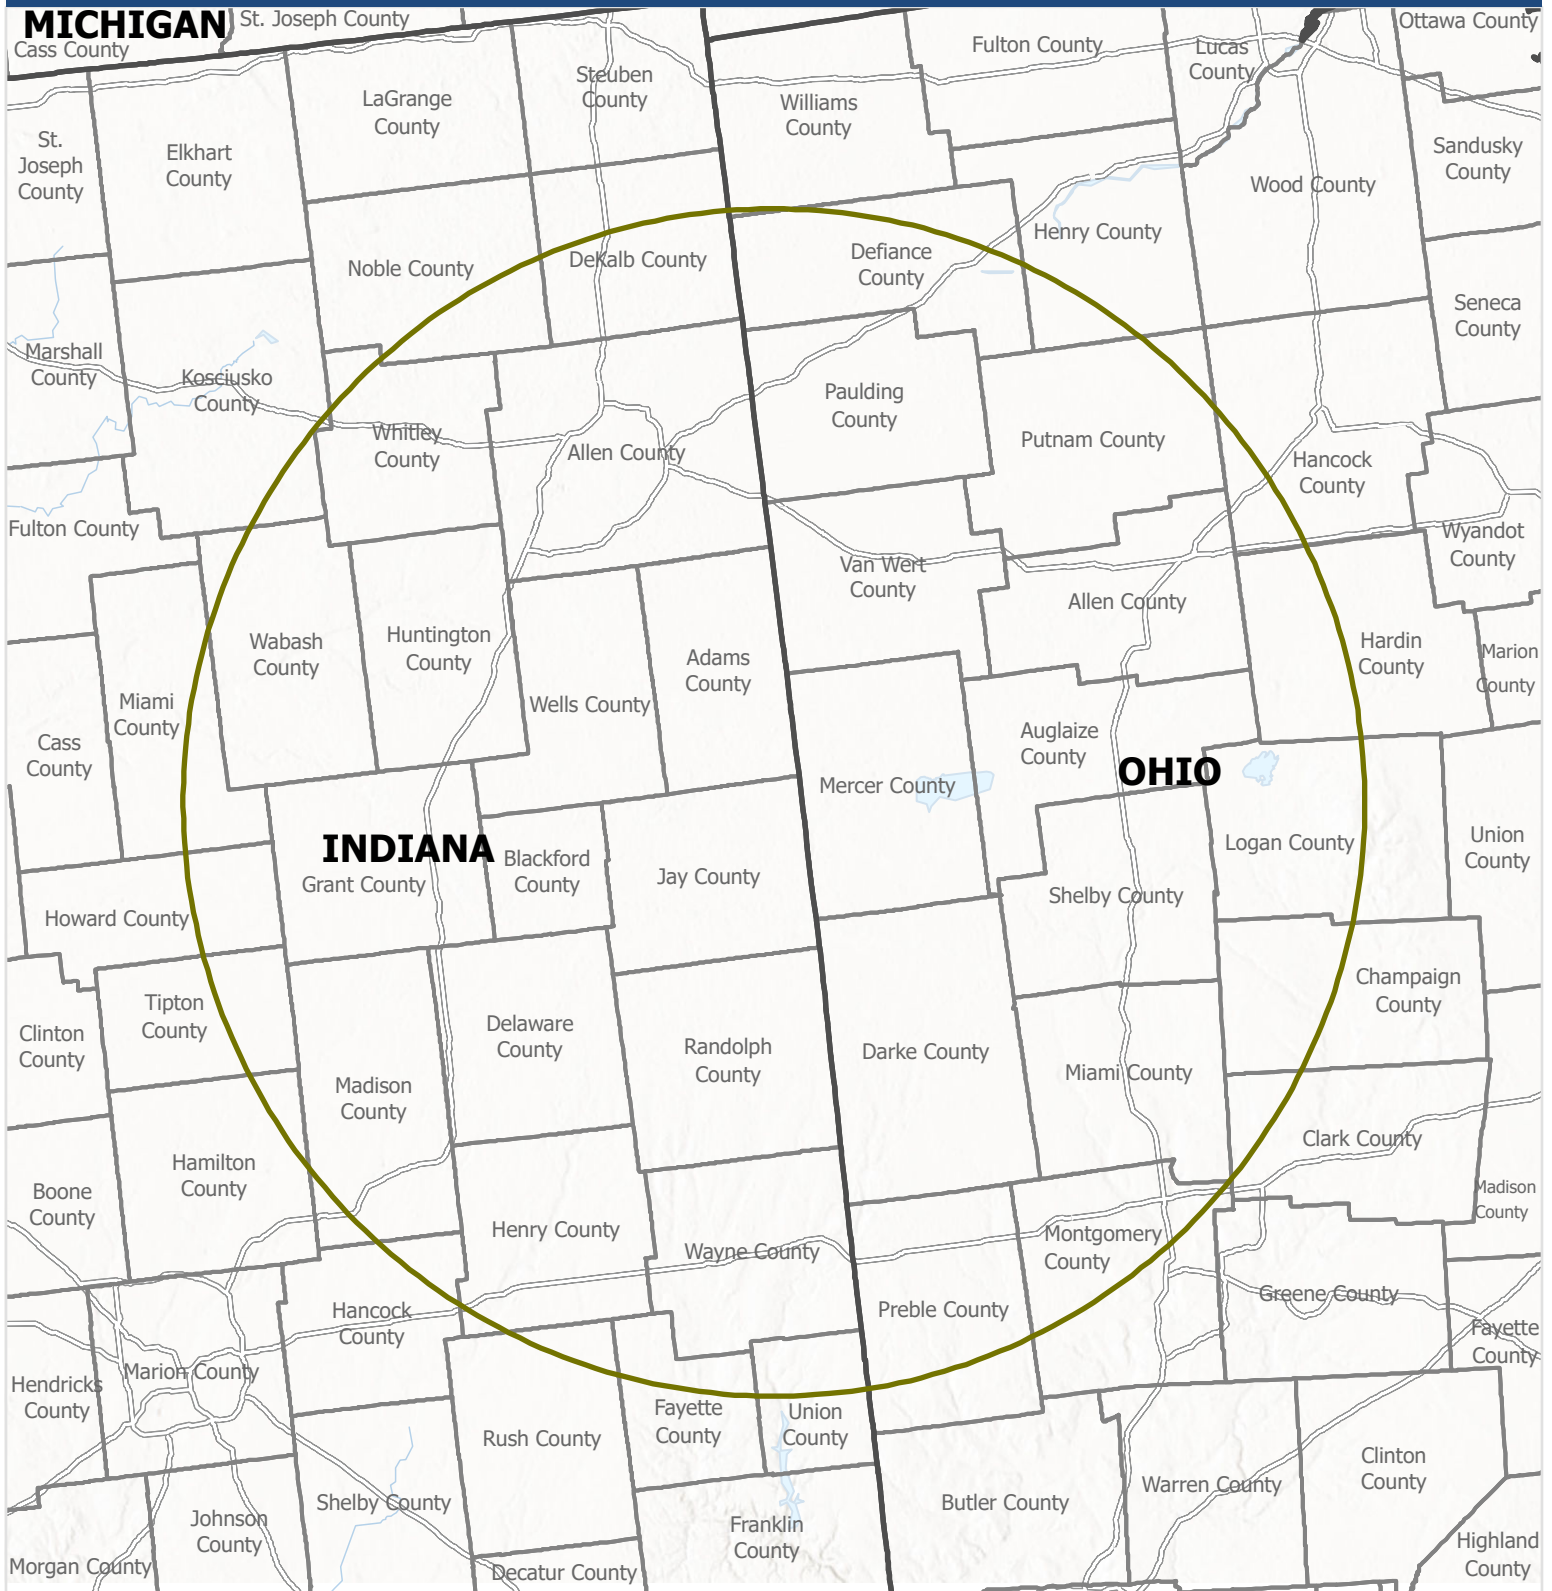 MICHIGAN
St. Joseph County
Cass County
Fulton County
Lucas
County
Ottawa County
Steuben
County
LaGrange
County
Williams
County
St.
Joseph
County
Elkhart
County
Sandusky
County
Wood County
Henry County
Noble County
DeKalb County
Defiance
County
Seneca
County
Marshall
County
Kosciusko
County
Paulding
County
Whitley
County
Allen County
Putnam County
Hancock
County
Fulton County
Wyandot
County
Van Wert
County
Allen County
Wabash
County
Huntington
County
Hardin
County
Marion
County
Adams
County
Miami
County
Wells County
Cass
County
Auglaize
County
OHIO
Mercer County
INDIANA
Grant County
Blackford
County
Jay County
Logan County
Union
County
Howard County
Shelby County
Champaign
County
Tipton
County
Clinton
County
Delaware
County
Randolph
County
Darke County
Madison
County
Miami County
Clark County
Hamilton
County
Boone
County
Madison
County
Henry County
Wayne County
Montgomery
County
Greene County
Hancock
County
Preble County
Fayette
County
Marion County
Hendricks
County
Fayette
County
Union
County
Rush County
Clinton
County
Warren County
Butler County
Shelby County
Johnson
County
Franklin
County
Highland
County
Morgan County
Decatur County